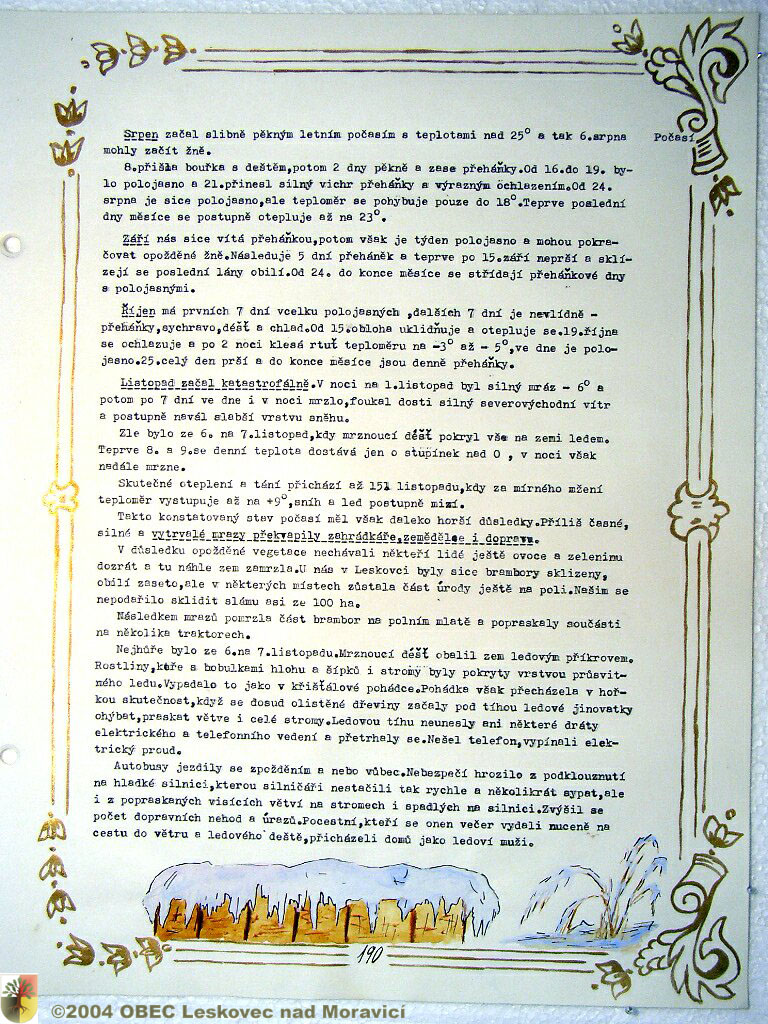 Srpen začal slibně pěkným letním počasím s teplotami nad 25° a tak 6.srpna
Počasí
mohly začít žně.
8.přišla bouřka s deštěm,potom 2 dny pěkně a zase přeháňky.Od 16.do 19. by-
lo polojasno a 21.přinesl silný vichr přeháňky a výrazným ochlazením.Od 24.
srpna je sice polojasno,ale teploměr se pohybuje pouze do 18°.Teprve poslední
dny měsíce se postupně otepluje až na 23°.
Září nás sice vítá přeháňkou,potom však je týden polojasno a mohou pokra-
čovat opožděné žně.Následuje 5 dní přeháněk a teprve po 15.září neprší a sklí-
zejí se poslední lány obilí.Od 24. do konce měsíce se střídají přeháňkové dny
s polojasnými.
Říjen má prvních 7 dní vcelku polojasných ,dalších 7 dní je nevlídně -
přeháňky,sychravo,déšť a chlad.Od 15.obloha uklidňuje a otepluje se.19.října
se ochlazuje a po 2 noci klesá rtuť teploměru na -3° až - 5°,ve dne je polo-
jasno.25.celý den prší a do konce měsíce jsou denně přeháňky.
Listopad začal katastrofálně.V noci na 1.listopad byl silný mráz - 6° a
potom po 7 dní ve dne i v noci mrzlo,foukal dosti silný severovýchodní vítr
a postupně navál slabší vrstvu sněhu.
Zle bylo ze 6. na 7.listopad,kdy mrznoucí déšť pokryl vše na zemi ledem.
Teprve 8. a 9.se denní teplota dostává jen o stupínek nad 0 , v noci však
nadále mrzne.
Skutečné oteplení a tání přichází až 15. listopadu,kdy za mírného mžení
teploměr vystupuje až na +9°,sníh a led postupně mizí.
Takto konstatovaný stav počasí měl však daleko horší důsledky.Příliš časné,
silné a vytrvalé mrazy překvapily zahrádkáře,zemědělce i dopravu.
V důsledku opožděné vegetace nechávali někteří lidé ještě ovoce a zeleninu
dozrát a tu náhle zem zamrzla.U nás v Leskovci byly sice brambory sklizeny,
obilí zaseto,ale v některých místech zůstala část úrody ještě na poli.Našim se
nepodařilo sklidit slámu asi ze 100 ha.
Následkem mrazů pomrzla část brambor na polním mlatě a popraskaly součásti
na několika traktorech.
Nejhůře bylo ze 6.na 7.listopadu.Mrznoucí déšť obalil zem ledovým příkrovem.
Rostliny,kře s bobulkami hlohu a šípků i stromy byly pokryty vrstvou průsvit-
ného ledu.Vypadalo to jako v křišťálové pohádce.Pohádka však přecházela v hoř-
kou skutečnost,když se dosud olistěné dřeviny začaly pod tíhou ledové jinovatky
ohýbat,praskat větve i celé stromy.Ledovou tíhu neunesly ani některé dráty
elektrického a telefonního vedení a přetrhaly se.Nešel telefon,vypínali elek-
trický proud.
Autobusy jezdily se zpožděním a nebo vůbec.Nebezpečí hrozilo z podklouznutí
na hladké silnici,kterou silničáři nestačili tak rychle a několikrát sypat,ale
i z popraskaných visících větví na stromech i spadlých na silnici.Zvýšil se
počet dopravních nehod a úrazů.Pocestní,kteří se onen večer vydali nuceně na
cestu do větru a ledového deště,přicházeli domů jako ledoví muži.
190
©2004 OBEC Leskovec nad Moravicí